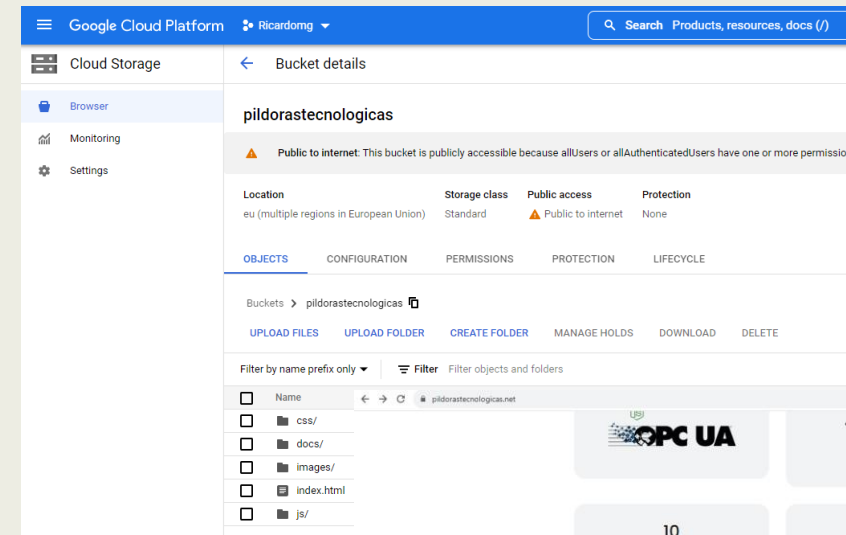 Google Cloud Platform Ricardomg Search Products, resources, docs (/)
Cloud Storage Bucket details
Browser
Monitoring
Settings
pildorastecnologicas
Public to internet: This bucket is publicly accessible because allUsers or allAuthenticatedUsers have one or more permissio
Location Storage class Public access Protection
eu (multiple regions in European Union) Standard Public to internet None
OBJECTS CONFIGURATION PERMISSIONS PROTECTION LIFECYCLE
Buckets > pildorastecnologicas
UPLOAD FILES UPLOAD FOLDER CREATE FOLDER MANAGE HOLDS DOWNLOAD DELETE
Filter by name prefix only Filter Filter objects and folders
Name pildorastecnologicas.net
css/
docs/
images/
index.html
js/
OPC UA
10